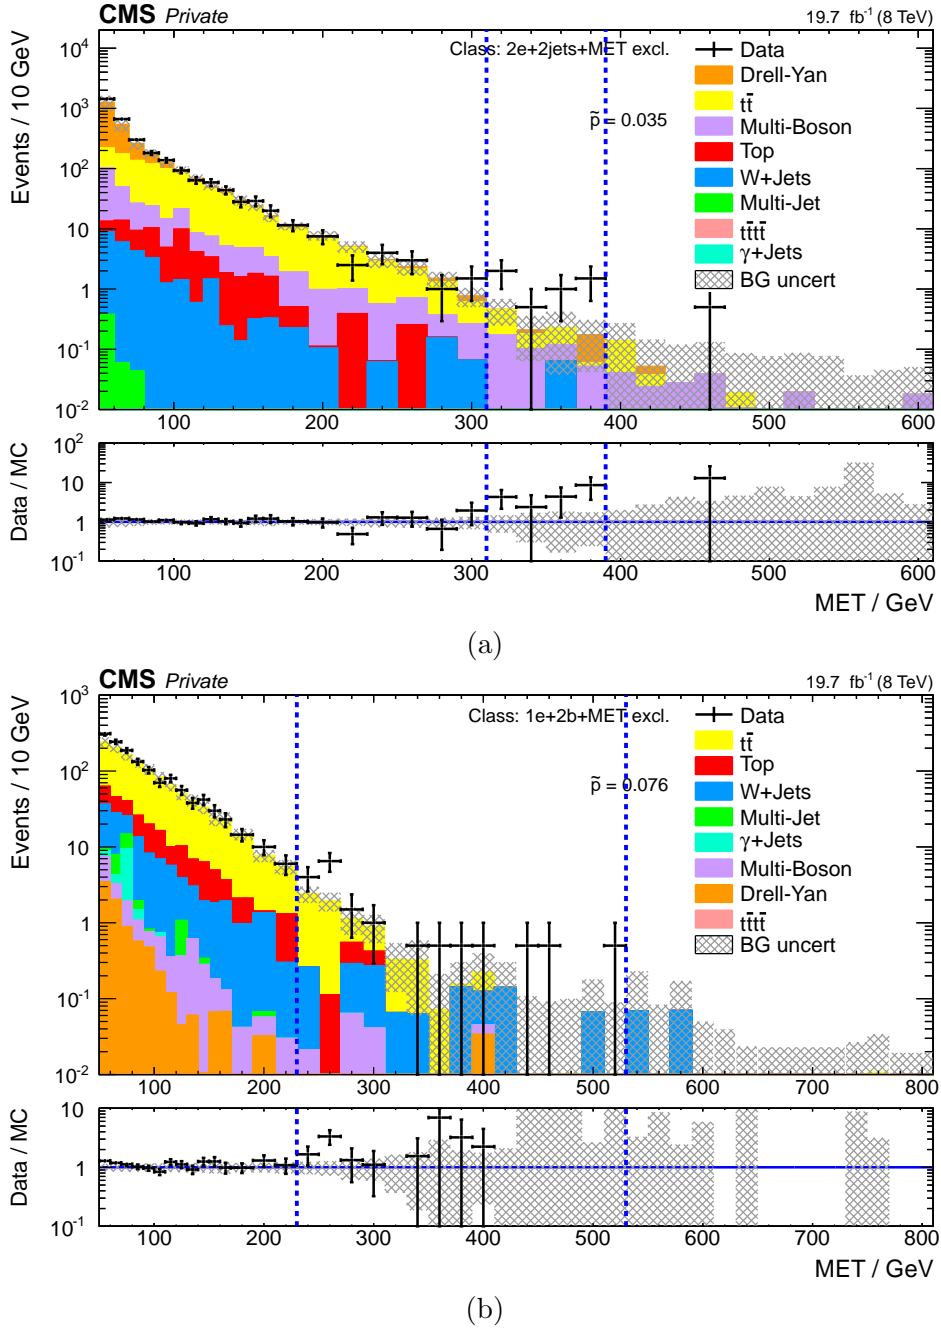 CMS Private 19.7 fb⁻¹ (8 TeV)
Class: 2e+2jets+MET excl.
p̃ = 0.035
Data
Drell-Yan
tt̄
Multi-Boson
Top
W+Jets
Multi-Jet
tt̄tt̄
γ+Jets
BG uncert
Events / 10 GeV
10⁴
10³
10²
10
1
10⁻¹
10⁻²
100 200 300 400 500 600
Data / MC
10²
10
1
10⁻¹
100 200 300 400 500 600
MET / GeV
(a)
CMS Private 19.7 fb⁻¹ (8 TeV)
Class: 1e+2b+MET excl.
p̃ = 0.076
Data
tt̄
Top
W+Jets
Multi-Jet
γ+Jets
Multi-Boson
Drell-Yan
tt̄tt̄
BG uncert
Events / 10 GeV
10³
10²
10
1
10⁻¹
10⁻²
100 200 300 400 500 600 700 800
Data / MC
10
1
10⁻¹
100 200 300 400 500 600 700 800
MET / GeV
(b)